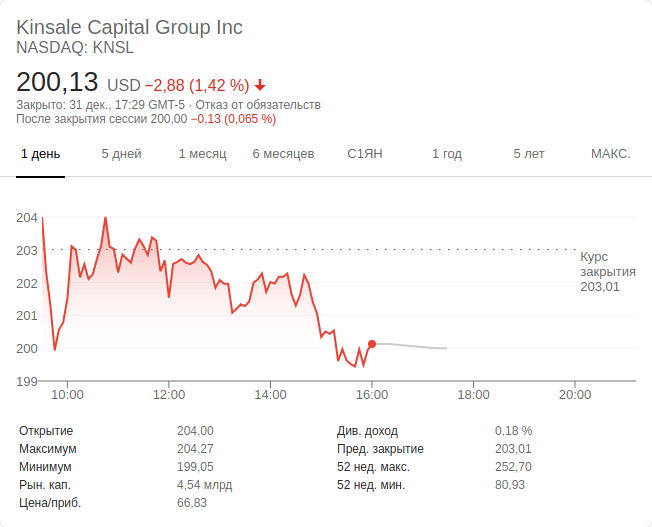 Kinsale Capital Group Inc
NASDAQ: KNSL
200,13 USD −2,88 (1,42 %)
Закрыто: 31 дек., 17:29 GMT-5 · Отказ от обязательств
После закрытия сессии 200,00 −0,13 (0,065 %)
1 день 5 дней 1 месяц 6 месяцев С1ЯН 1 год 5 лет МАКС.
204
203
Курс
закрытия
203,01
202
201
200
199
10:00 12:00 14:00 16:00 18:00 20:00
Открытие 204,00 Див. доход 0,18 %
Максимум 204,27 Пред. закрытие 203,01
Минимум 199,05 52 нед. макс. 252,70
Рын. кап. 4,54 млрд 52 нед. мин. 80,93
Цена/приб. 66,83